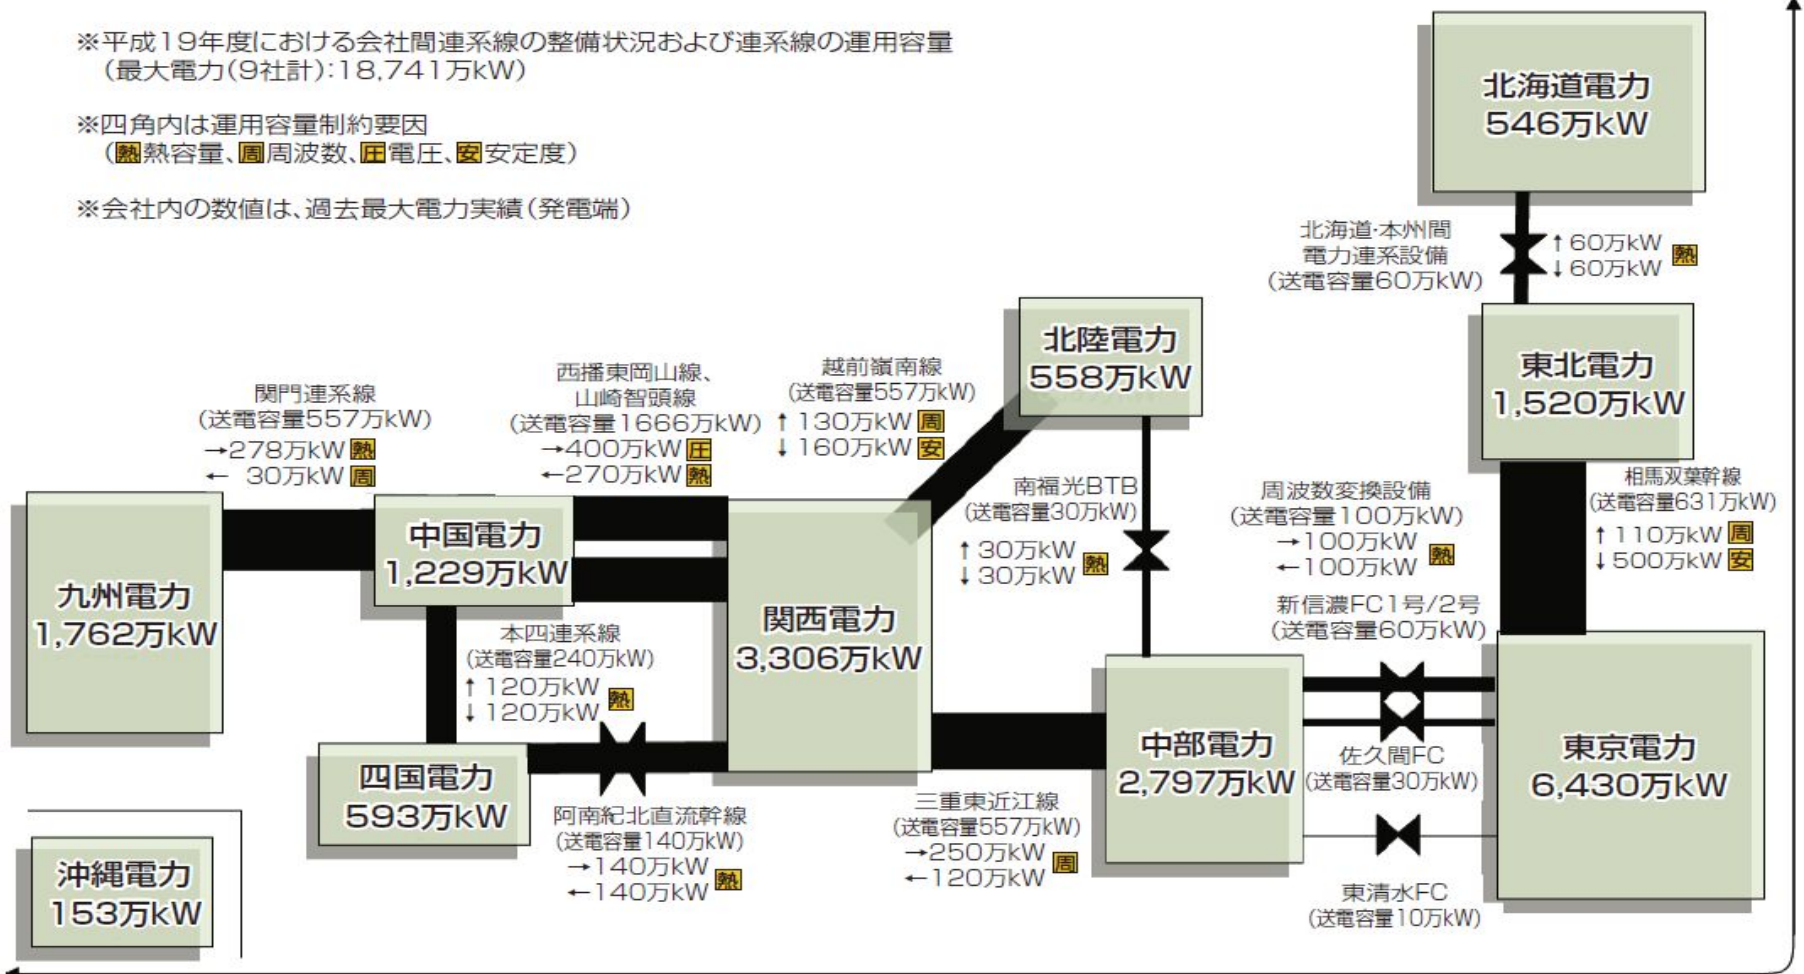 ※平成19年度における会社間連系線の整備状況および連系線の運用容量
(最大電力(9社計):18,741万kW)
※四角内は運用容量制約要因
(熱熱容量、周周波数、圧電圧、安安定度)
※会社内の数値は、過去最大電力実績(発電端)
北海道電力
546万kW
北海道・本州間
電力連系設備
(送電容量60万kW)
↑60万kW
↓60万kW
熱
北陸電力
558万kW
東北電力
1,520万kW
関門連系線
(送電容量557万kW)
→278万kW 熱
← 30万kW 周
西播東岡山線、
山崎智頭線
(送電容量1666万kW)
→400万kW 圧
←270万kW 熱
越前嶺南線
(送電容量557万kW)
↑130万kW 周
↓160万kW 安
南福光BTB
(送電容量30万kW)
↑30万kW
↓30万kW
熱
周波数変換設備
(送電容量100万kW)
→100万kW
←100万kW
熱
相馬双葉幹線
(送電容量631万kW)
↑110万kW 周
↓500万kW 安
九州電力
1,762万kW
中国電力
1,229万kW
関西電力
3,306万kW
新信濃FC1号/2号
(送電容量60万kW)
本四連系線
(送電容量240万kW)
↑120万kW
↓120万kW
熱
四国電力
593万kW
中部電力
2,797万kW
佐久間FC
(送電容量30万kW)
東京電力
6,430万kW
阿南紀北直流幹線
(送電容量140万kW)
→140万kW
←140万kW
熱
三重東近江線
(送電容量557万kW)
→250万kW
←120万kW
周
東清水FC
(送電容量10万kW)
沖縄電力
153万kW